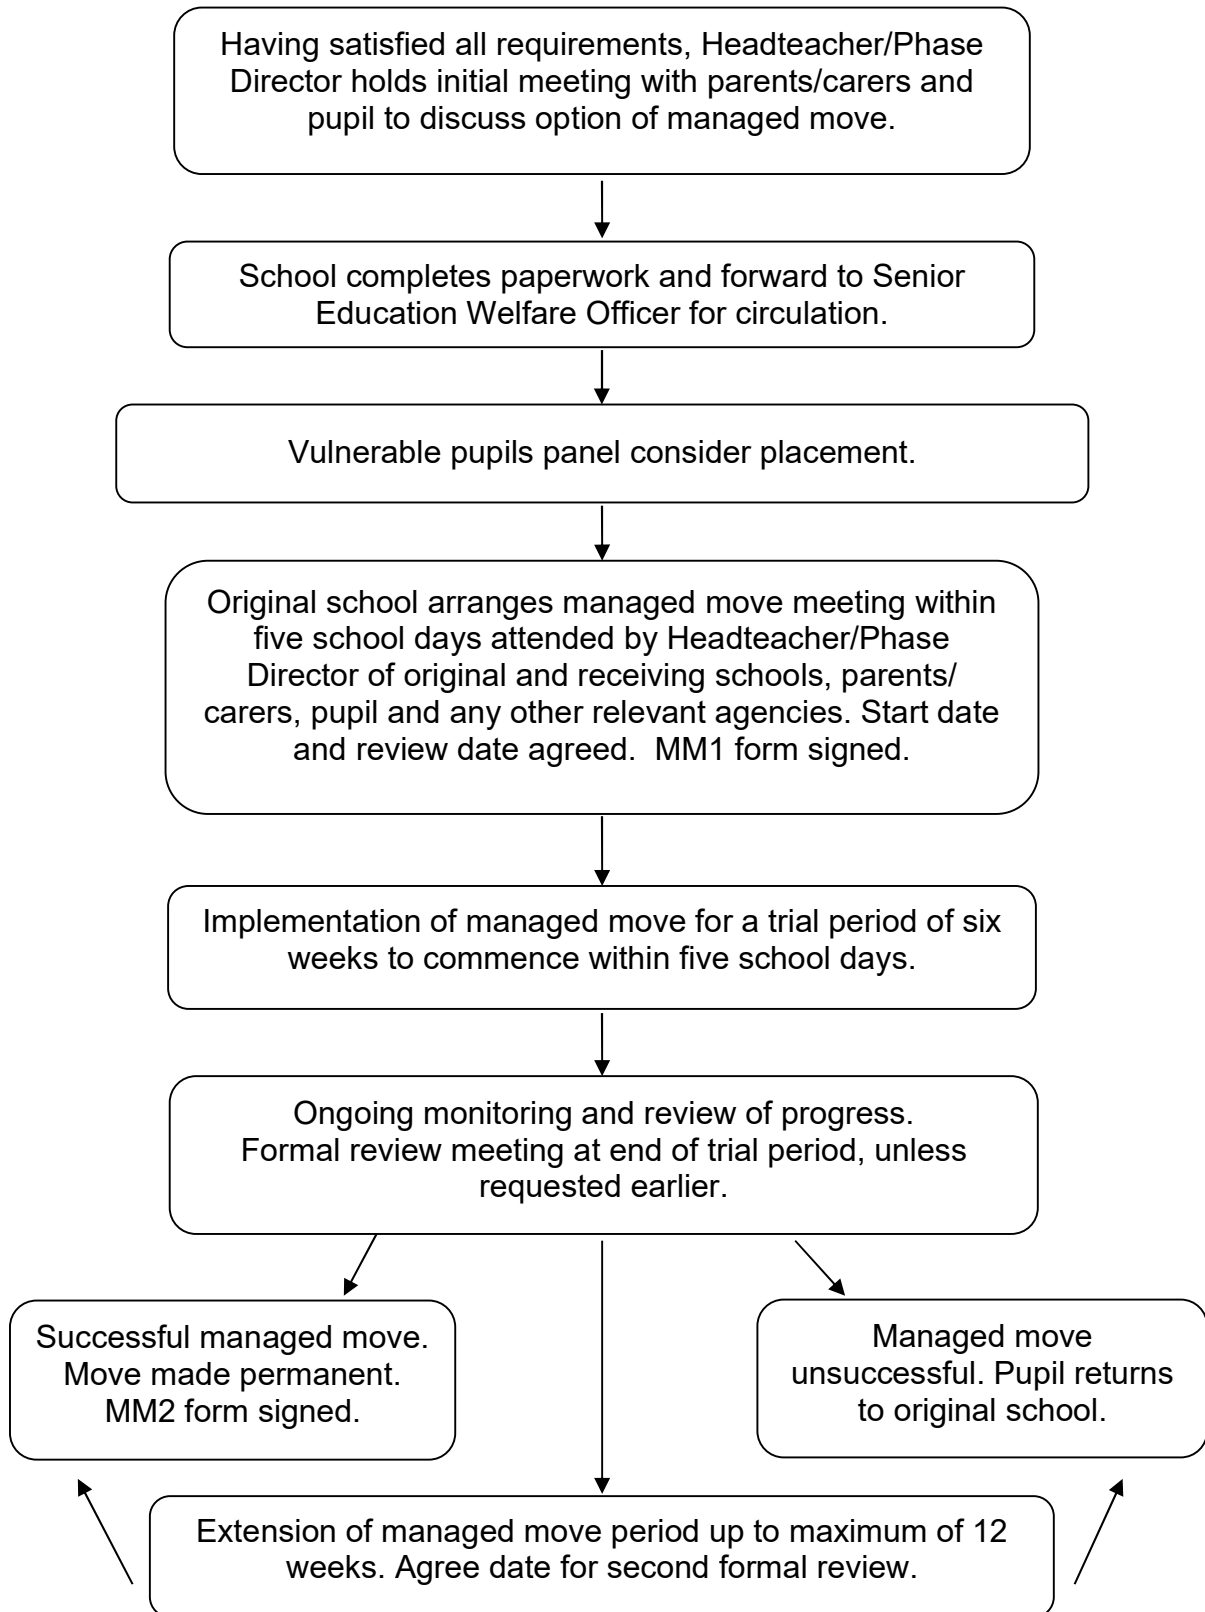 Having satisfied all requirements, Headteacher/Phase
Director holds initial meeting with parents/carers and
pupil to discuss option of managed move.
School completes paperwork and forward to Senior
Education Welfare Officer for circulation.
Vulnerable pupils panel consider placement.
Original school arranges managed move meeting within
five school days attended by Headteacher/Phase
Director of original and receiving schools, parents/
carers, pupil and any other relevant agencies. Start date
and review date agreed.  MM1 form signed.
Implementation of managed move for a trial period of six
weeks to commence within five school days.
Ongoing monitoring and review of progress.
Formal review meeting at end of trial period, unless
requested earlier.
Successful managed move.
Move made permanent.
MM2 form signed.
Managed move
unsuccessful. Pupil returns
to original school.
Extension of managed move period up to maximum of 12
weeks. Agree date for second formal review.